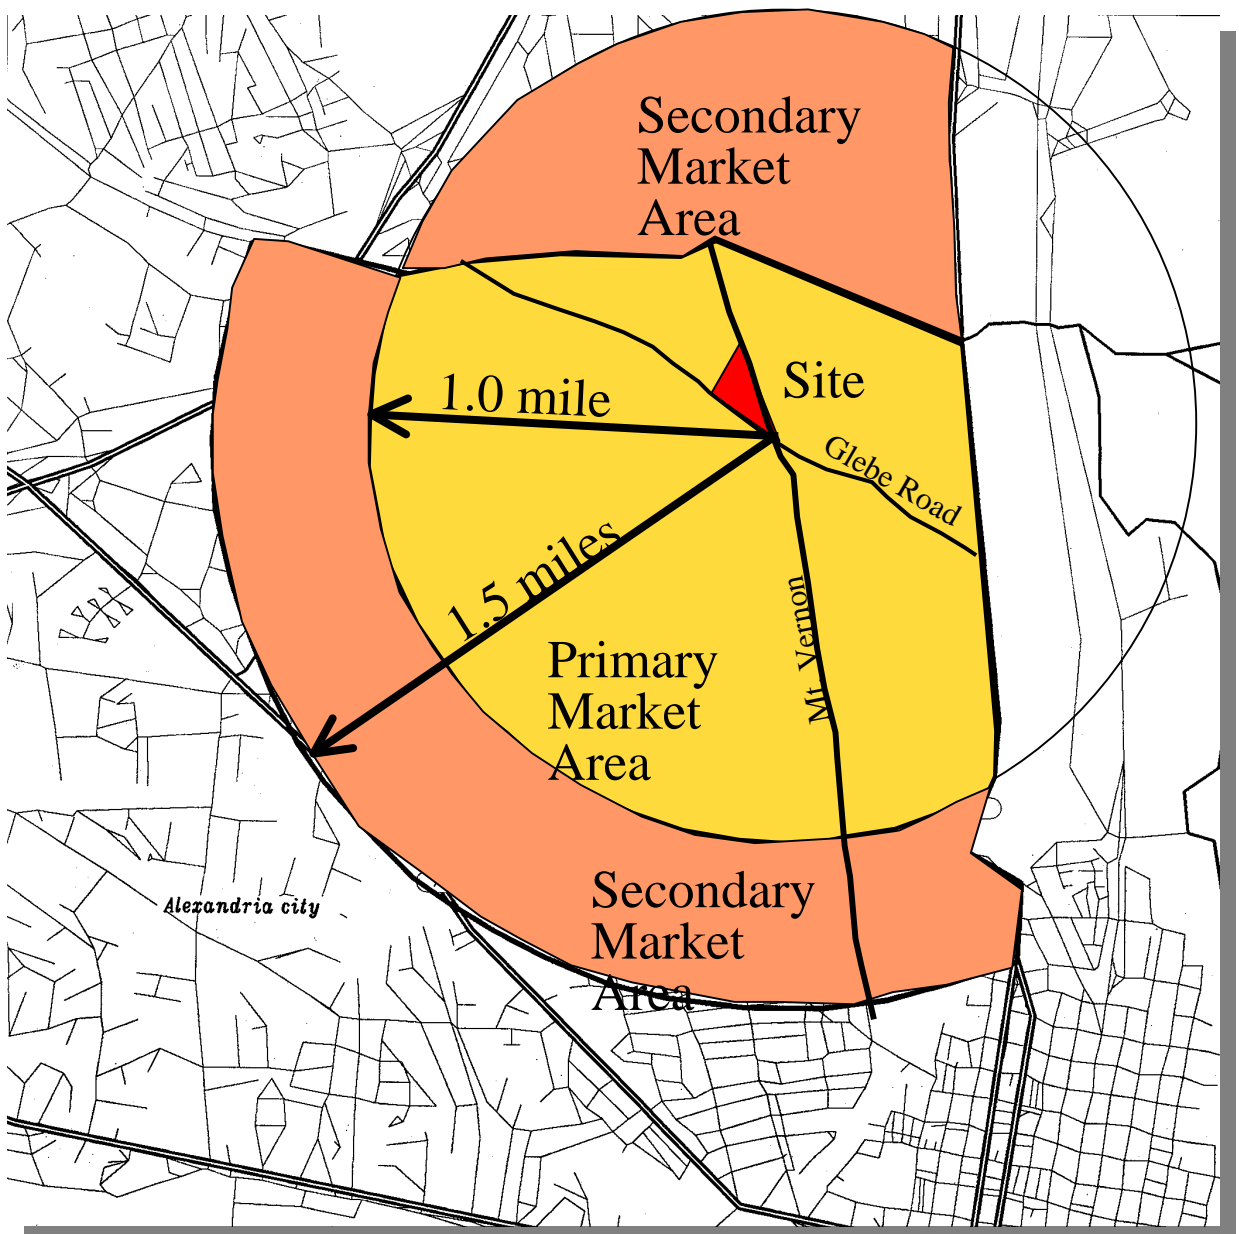 Secondary
Market
Area
Site
1.0 mile
Glebe Road
1.5 miles
Mt. Vernon
Primary
Market
Area
Secondary
Market
Area
Alexandria city